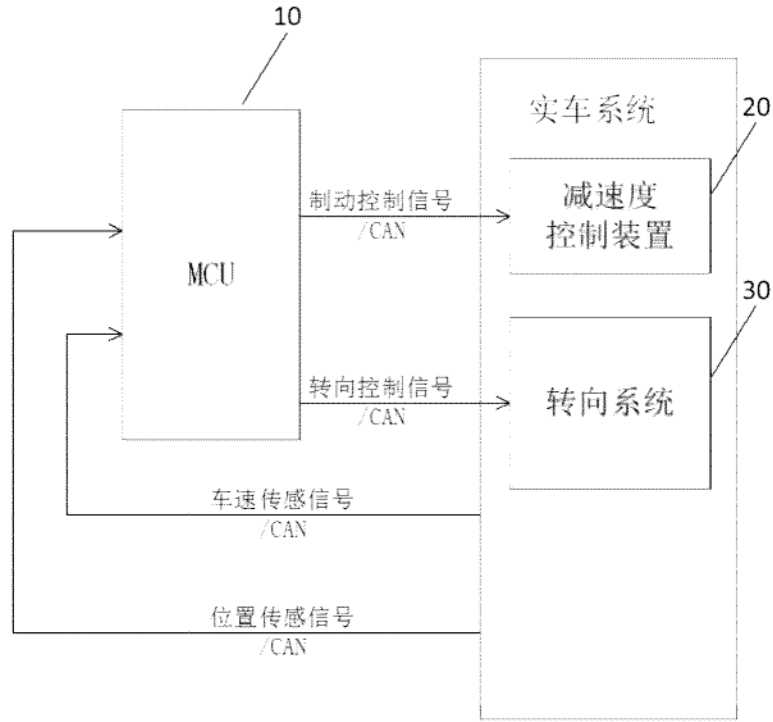 10
实车系统
20
减速度
控制装置
制动控制信号
/CAN
MCU
30
转向控制信号
/CAN
转向系统
车速传感信号
/CAN
位置传感信号
/CAN